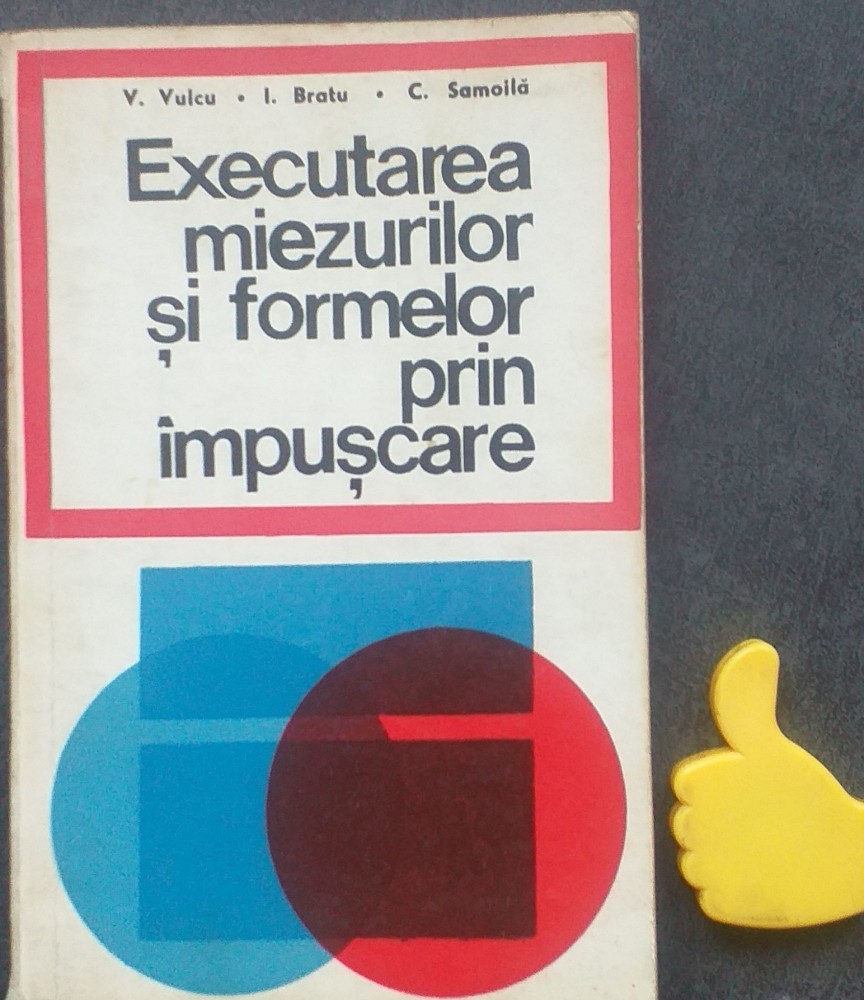 V. Vulcu • I. Bratu • C. Samoilă
Executarea
miezurilor
și formelor
prin
împușcare